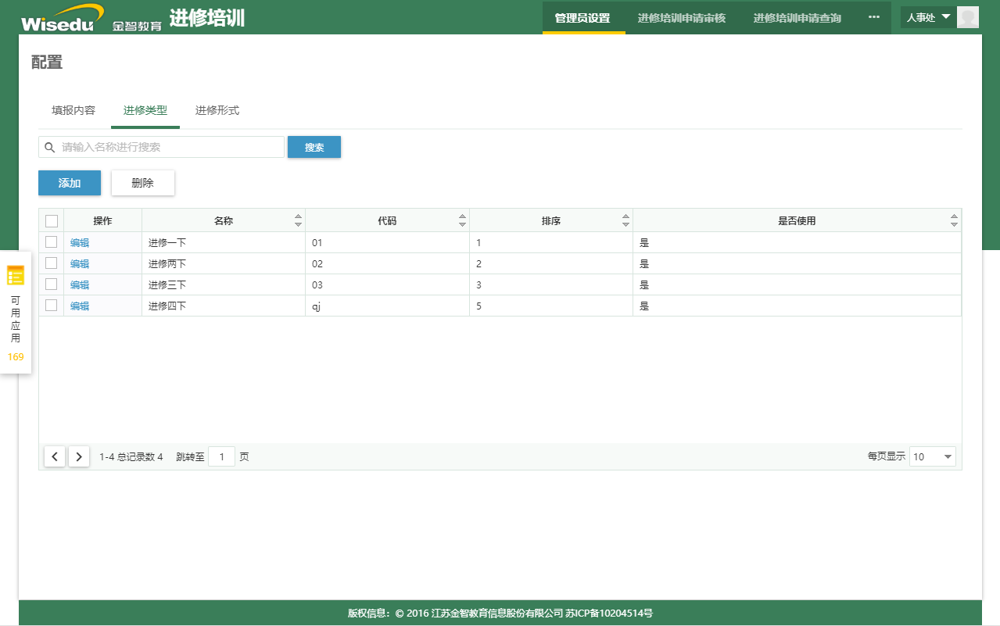 Wisedu 金智教育 进修培训 管理员设置 进修培训申请审核 进修培训申请查询 ••• 人事处
配置
填报内容 进修类型 进修形式
请输入名称进行搜索 搜索
添加 删除
操作 名称 代码 排序 是否使用
编辑 进修一下 01 1 是
编辑 进修两下 02 2 是
编辑 进修三下 03 3 是
编辑 进修四下 qj 5 是
可
用
应
用
169
1-4 总记录数 4 跳转至 1 页 每页显示 10
版权信息：© 2016 江苏金智教育信息股份有限公司 苏ICP备10204514号